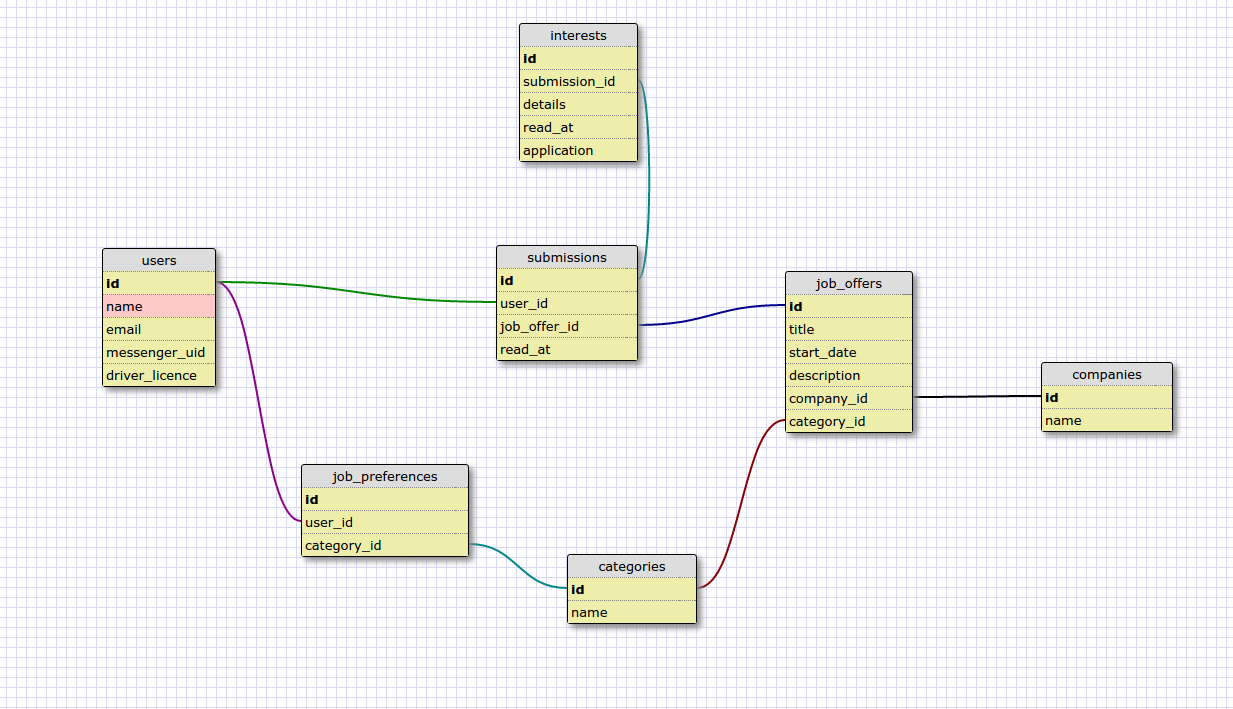 interests
id
submission_id
details
read_at
application
users
id
name
email
messenger_uid
driver_licence
submissions
id
user_id
job_offer_id
read_at
job_offers
id
title
start_date
description
company_id
category_id
companies
id
name
job_preferences
id
user_id
category_id
categories
id
name